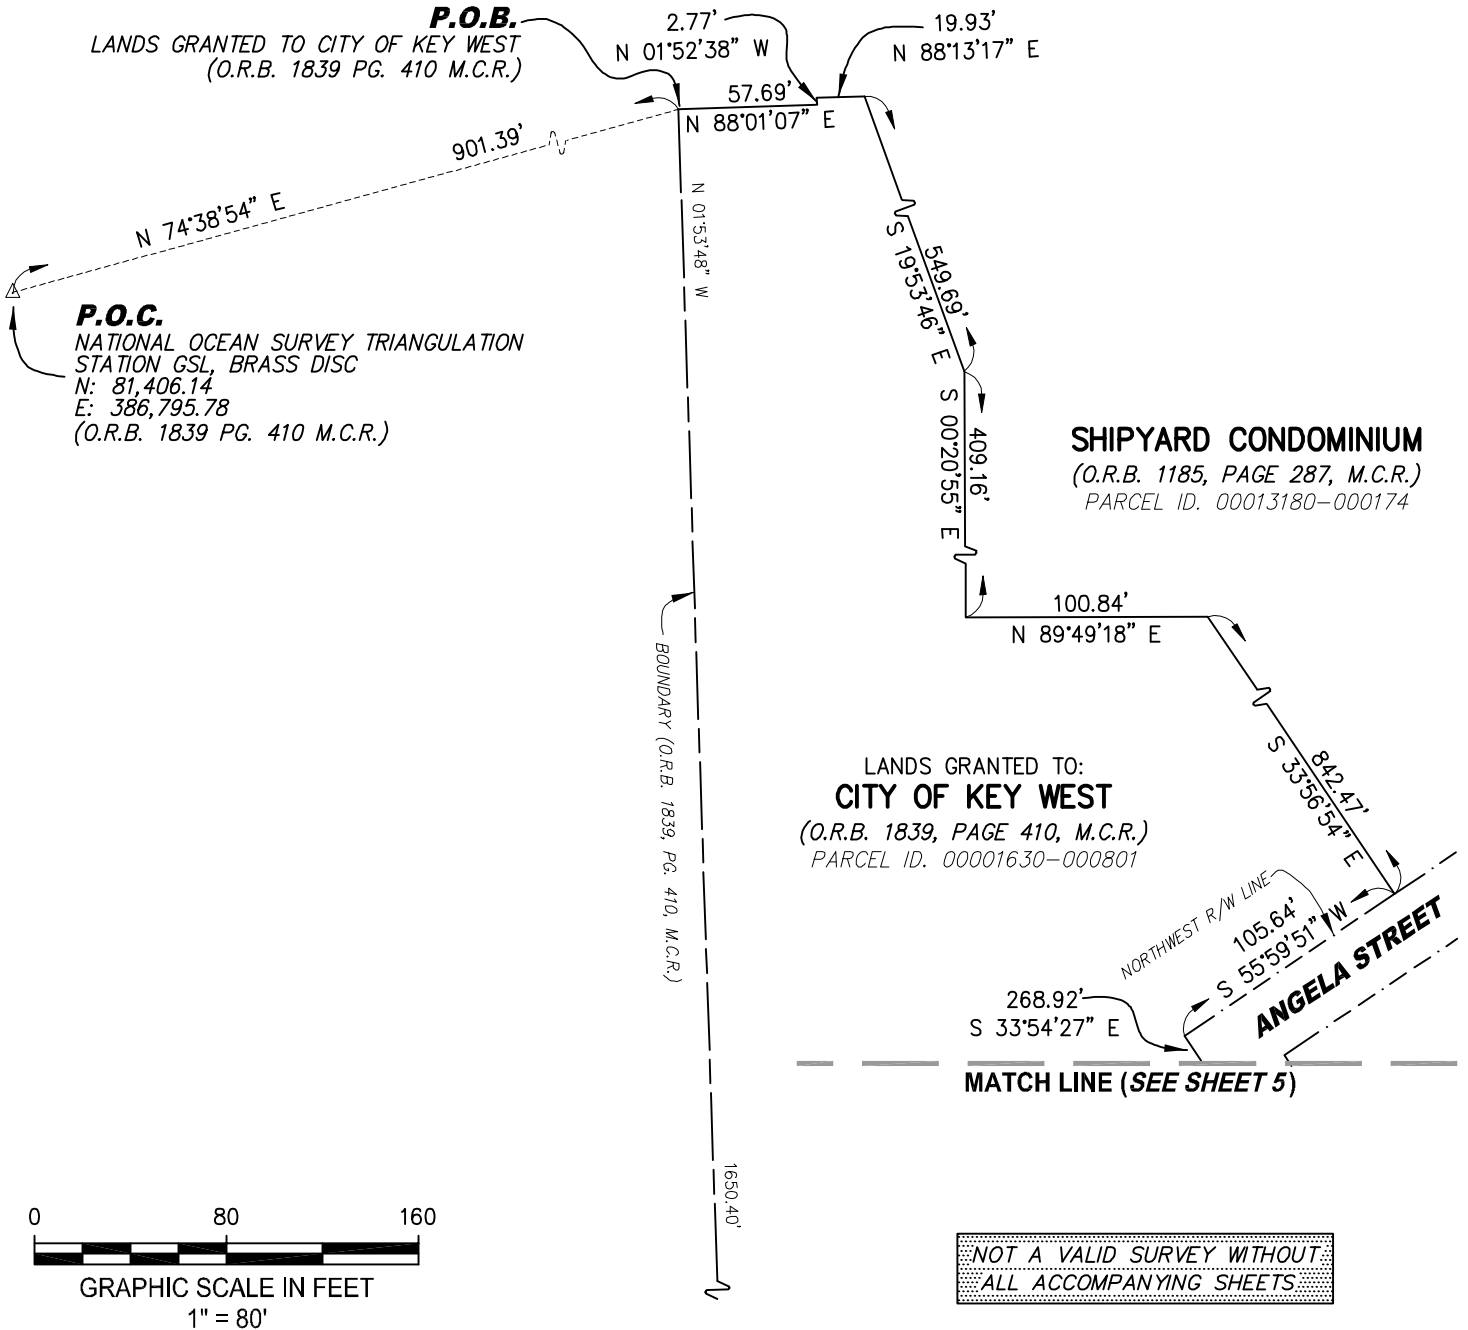 P.O.B.
LANDS GRANTED TO CITY OF KEY WEST
(O.R.B. 1839 PG. 410 M.C.R.)
2.77'
N 01°52'38" W
19.93'
N 88°13'17" E
57.69'
N 88°01'07" E
901.39'
N 74°38'54" E
P.O.C.
NATIONAL OCEAN SURVEY TRIANGULATION
STATION GSL, BRASS DISC
N: 81,406.14
E: 386,795.78
(O.R.B. 1839 PG. 410 M.C.R.)
N 01°53'48" W
549.69'
S 19°53'46" E
409.16'
S 00°20'55" E
SHIPYARD CONDOMINIUM
(O.R.B. 1185, PAGE 287, M.C.R.)
PARCEL ID. 00013180-000174
100.84'
N 89°49'18" E
BOUNDARY (O.R.B. 1839, PG. 410, M.C.R.)
842.47'
S 33°56'54" E
LANDS GRANTED TO:
CITY OF KEY WEST
(O.R.B. 1839, PAGE 410, M.C.R.)
PARCEL ID. 00001630-000801
NORTHWEST R/W LINE
105.64'
S 55°59'51" W
ANGELA STREET
268.92'
S 33°54'27" E
MATCH LINE (SEE SHEET 5)
1650.40'
0 80 160
GRAPHIC SCALE IN FEET
1" = 80'
NOT A VALID SURVEY WITHOUT
ALL ACCOMPANYING SHEETS